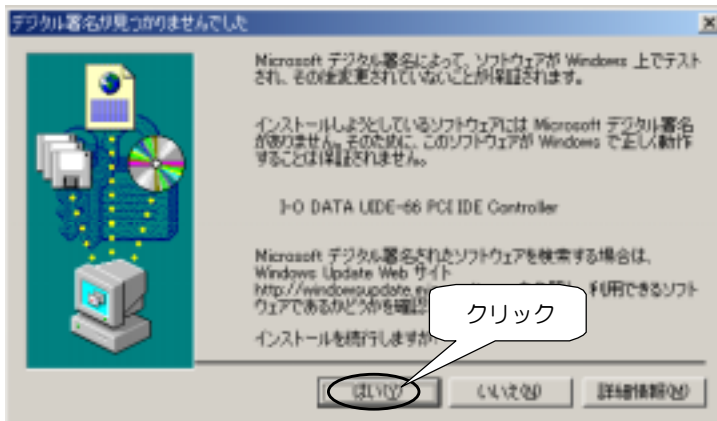 デジタル署名が見つかりませんでした
Microsoft デジタル署名によって、ソフトウェアが Windows 上でテスト
され、その後変更されていないことが保証されます。
インストールしようとしているソフトウェアには Microsoft デジタル署名
がありません。そのために、このソフトウェアが Windows で正しく動作
することは保証されません。
I-O DATA UIDE-66 PCI IDE Controller
Microsoft デジタル署名されたソフトウェアを検索する場合は、
Windows Update Web サイト
http://windowsupdate. 利用できるソフト
ウェアであるかどうかを確認
クリック
インストールを続行しますか
はい(Y) いいえ(N) 詳細情報(M)